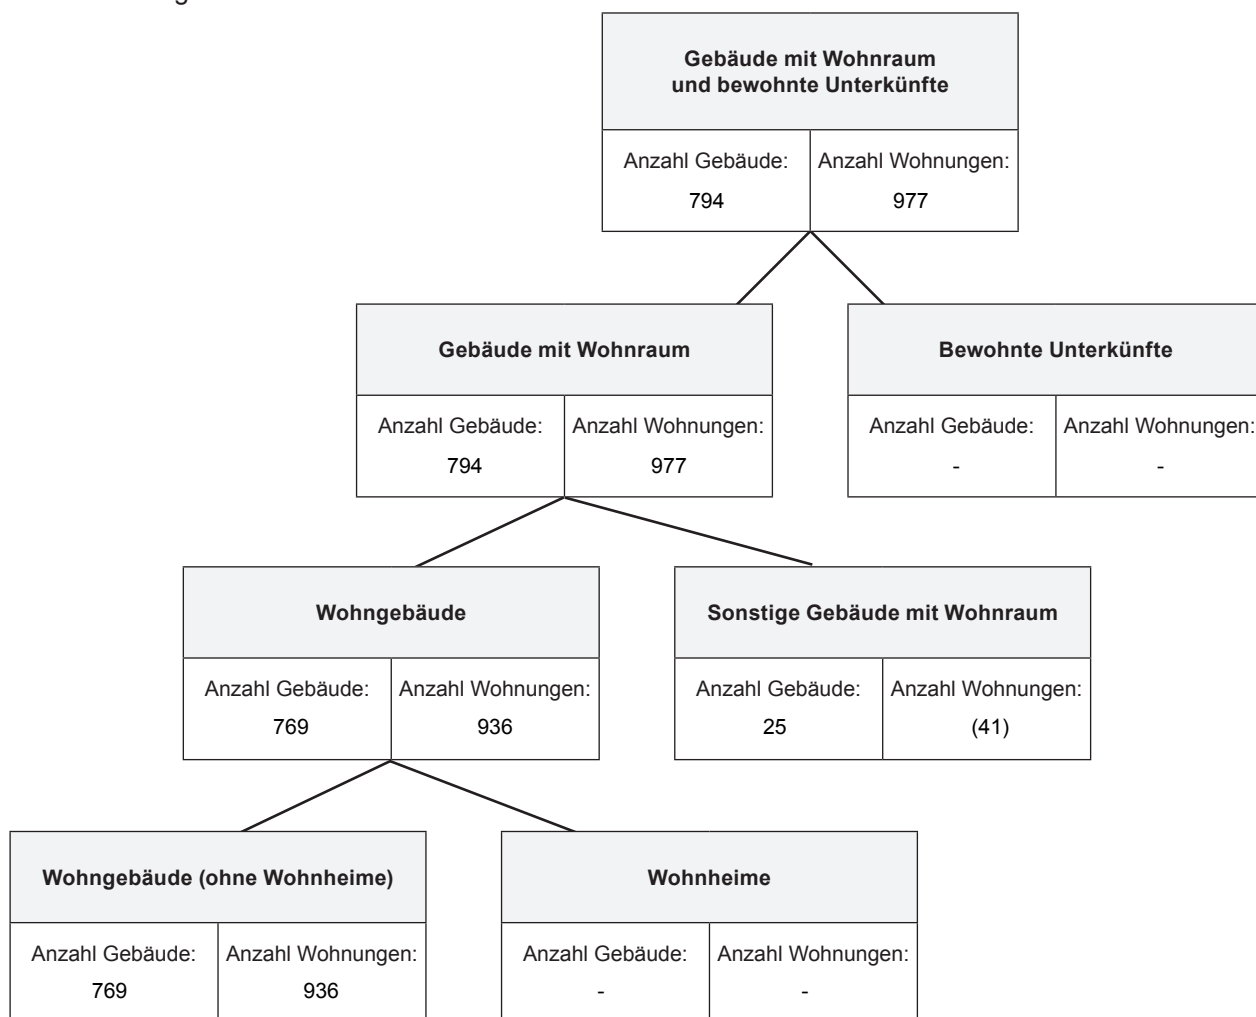 Gebäude mit Wohnraum
und bewohnte Unterkünfte
Anzahl Gebäude: Anzahl Wohnungen:
794 977
Gebäude mit Wohnraum
Anzahl Gebäude: Anzahl Wohnungen:
794 977
Bewohnte Unterkünfte
Anzahl Gebäude: Anzahl Wohnungen:
- -
Wohngebäude
Anzahl Gebäude: Anzahl Wohnungen:
769 936
Sonstige Gebäude mit Wohnraum
Anzahl Gebäude: Anzahl Wohnungen:
25 (41)
Wohngebäude (ohne Wohnheime)
Anzahl Gebäude: Anzahl Wohnungen:
769 936
Wohnheime
Anzahl Gebäude: Anzahl Wohnungen:
- -